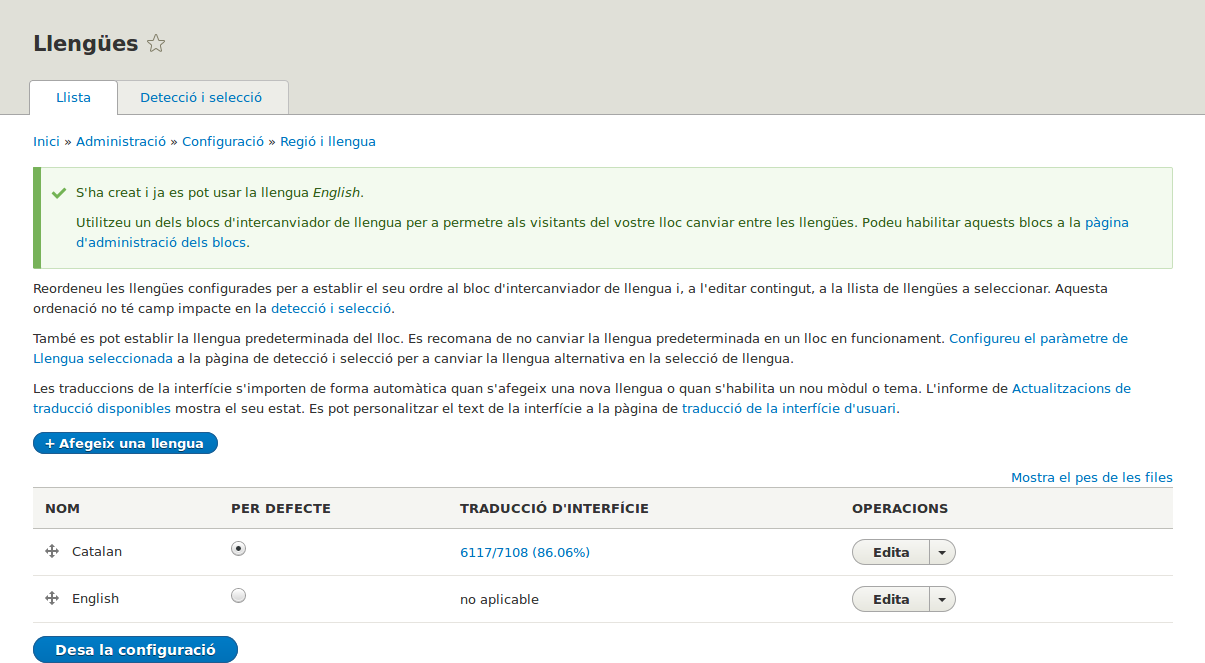 Llengües
Llista
Detecció i selecció
Inici » Administració » Configuració » Regió i llengua
S'ha creat i ja es pot usar la llengua English.
Utilitzeu un dels blocs d'intercanviador de llengua per a permetre als visitants del vostre lloc canviar entre les llengües. Podeu habilitar aquests blocs a la pàgina
d'administració dels blocs.
Reordeneu les llengües configurades per a establir el seu ordre al bloc d'intercanviador de llengua i, a l'editar contingut, a la llista de llengües a seleccionar. Aquesta
ordenació no té camp impacte en la detecció i selecció.
També es pot establir la llengua predeterminada del lloc. Es recomana de no canviar la llengua predeterminada en un lloc en funcionament. Configureu el paràmetre de
Llengua seleccionada a la pàgina de detecció i selecció per a canviar la llengua alternativa en la selecció de llengua.
Les traduccions de la interfície s'importen de forma automàtica quan s'afegeix una nova llengua o quan s'habilita un nou mòdul o tema. L'informe de Actualitzacions de
traducció disponibles mostra el seu estat. Es pot personalitzar el text de la interfície a la pàgina de traducció de la interfície d'usuari.
+ Afegeix una llengua
Mostra el pes de les files
NOM PER DEFECTE TRADUCCIÓ D'INTERFÍCIE OPERACIONS
Catalan 6117/7108 (86.06%) Edita
English no aplicable Edita
Desa la configuració